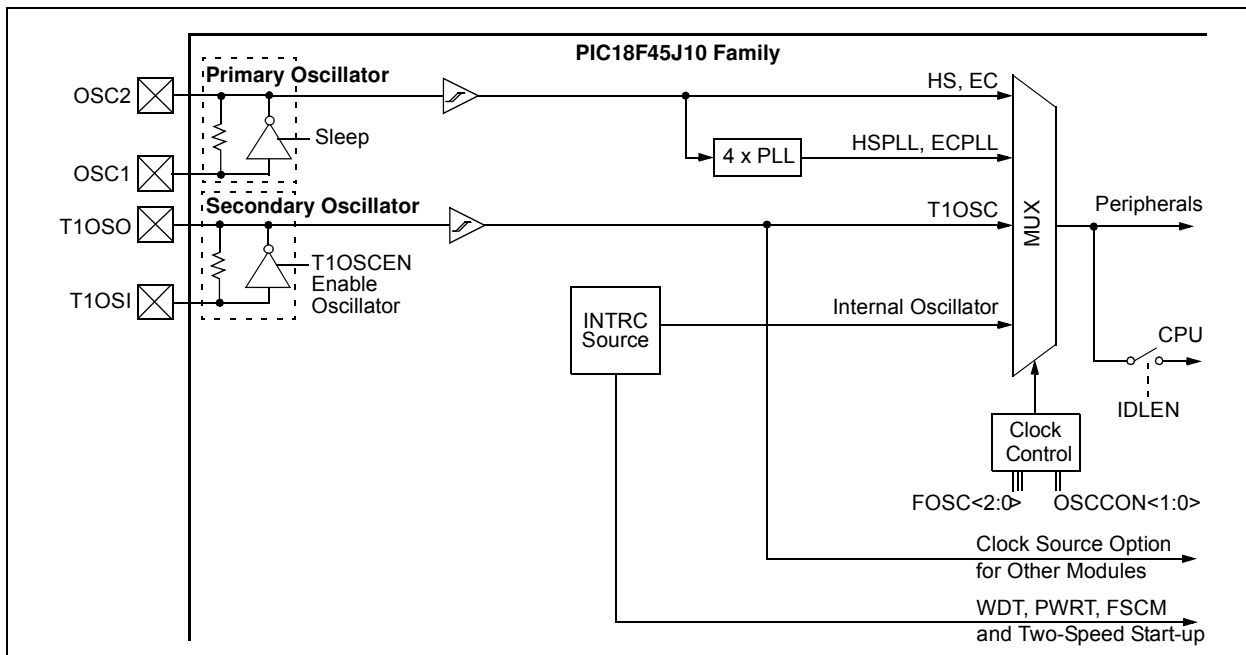 PIC18F45J10 Family
Primary Oscillator
OSC2
HS, EC
Sleep
4 x PLL
HSPLL, ECPLL
OSC1
Secondary Oscillator
T1OSO
T1OSC
MUX
Peripherals
T1OSCEN
Enable
Oscillator
T1OSI
INTRC
Source
Internal Oscillator
CPU
IDLEN
Clock
Control
FOSC<2:0>
OSCCON<1:0>
Clock Source Option
for Other Modules
WDT, PWRT, FSCM
and Two-Speed Start-up